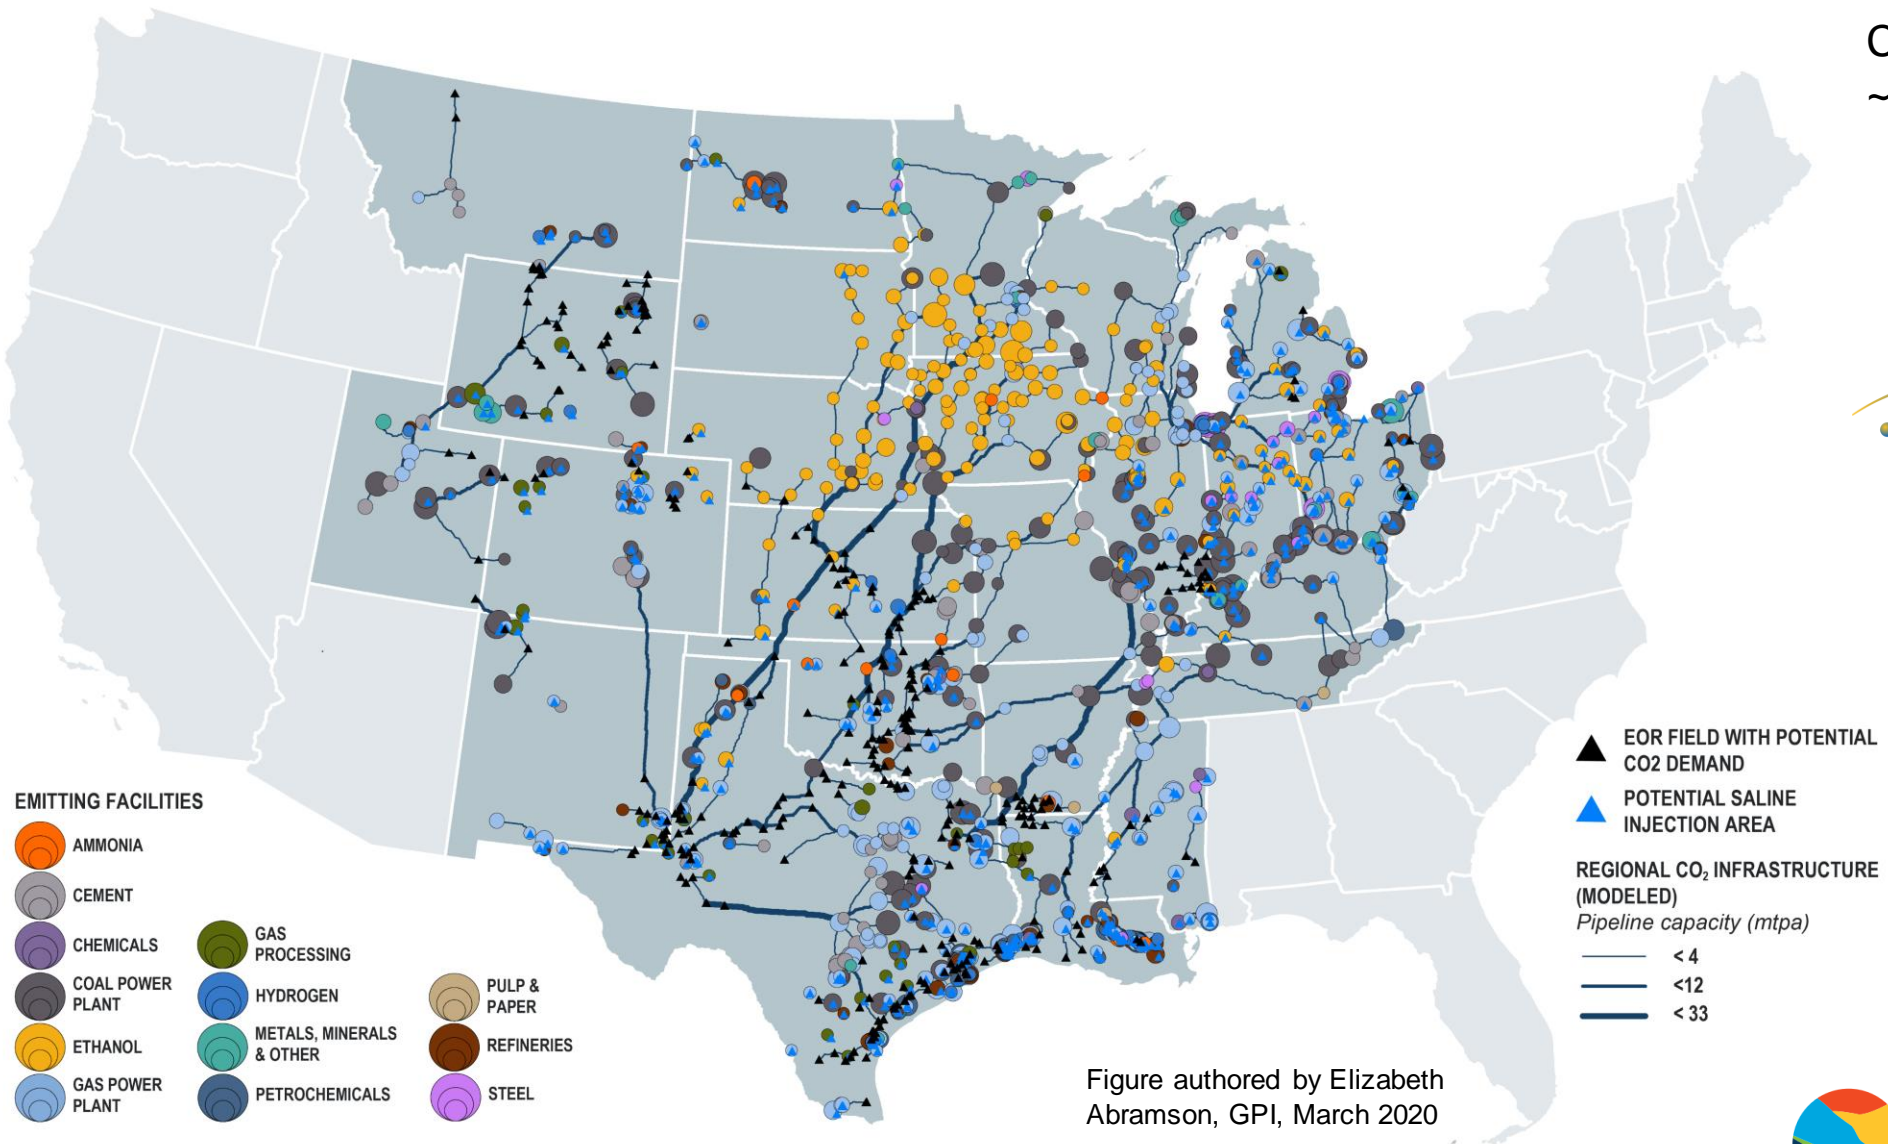 EMITTING FACILITIES
AMMONIA
CEMENT
CHEMICALS
COAL POWER
PLANT
ETHANOL
GAS POWER
PLANT
GAS
PROCESSING
HYDROGEN
METALS, MINERALS
& OTHER
PETROCHEMICALS
PULP &
PAPER
REFINERIES
STEEL
EOR FIELD WITH POTENTIAL
CO2 DEMAND
POTENTIAL SALINE
INJECTION AREA
REGIONAL CO₂ INFRASTRUCTURE
(MODELED)
Pipeline capacity (mtpa)
< 4
<12
< 33
Figure authored by Elizabeth
Abramson, GPI, March 2020